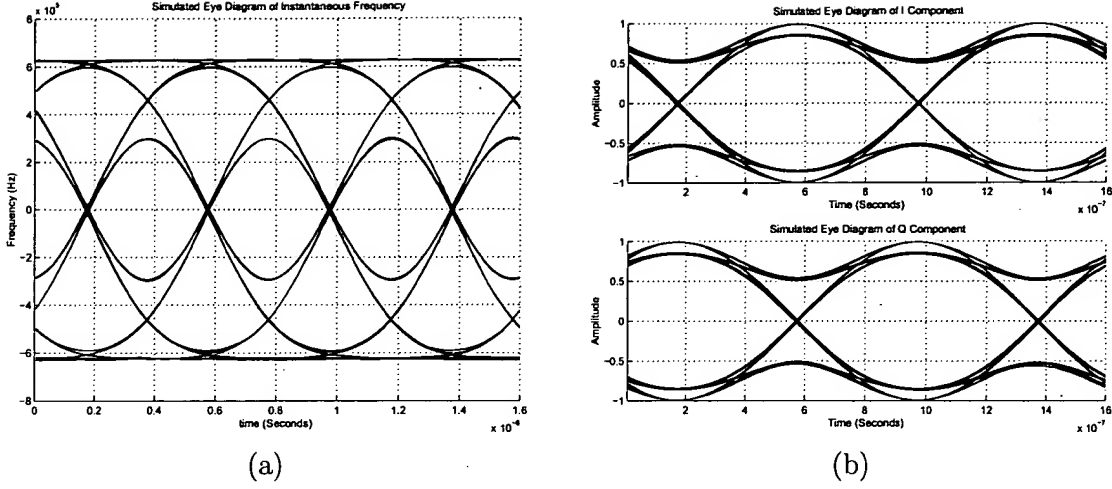 Simulated Eye Diagram of Instantaneous Frequency
x 10^5
8
6
4
2
0
−2
−4
−6
−8
Frequency (Hz)
0 0.2 0.4 0.6 0.8 1 1.2 1.4 1.6
time (Seconds)
x 10^-6
(a)
Simulated Eye Diagram of I Component
1
0.5
0
−0.5
−1
Amplitude
2 4 6 8 10 12 14 16
Time (Seconds)
x 10^-7
Simulated Eye Diagram of Q Component
1
0.5
0
−0.5
−1
Amplitude
2 4 6 8 10 12 14 16
Time (Seconds)
x 10^-7
(b)